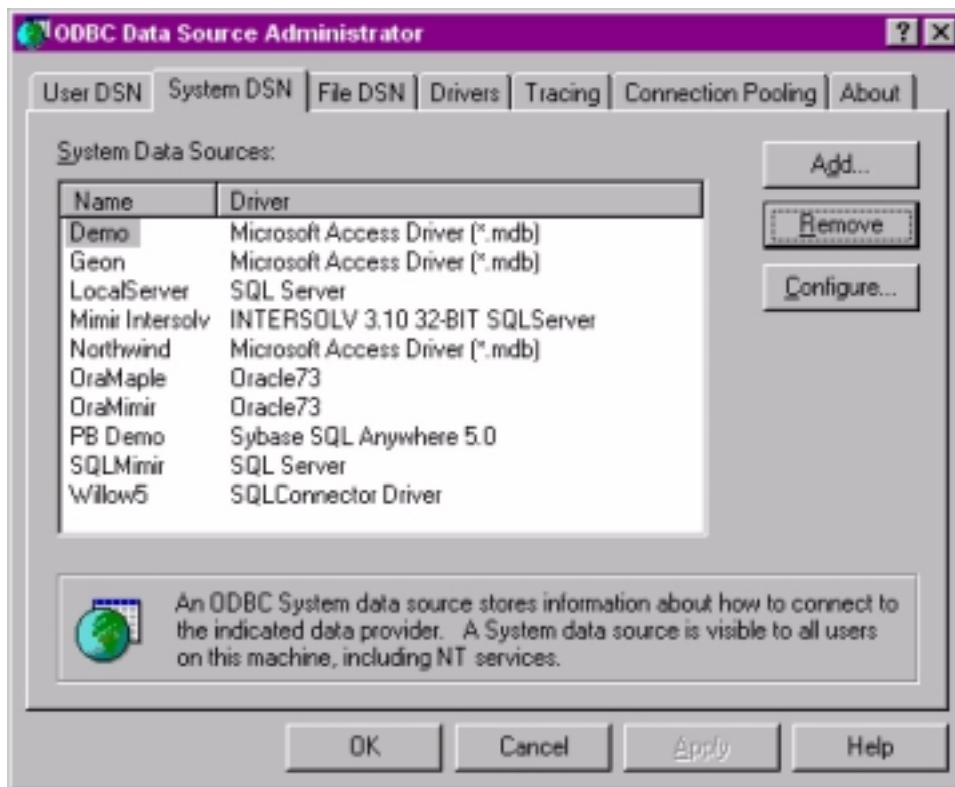 ODBC Data Source Administrator
User DSN System DSN File DSN Drivers Tracing Connection Pooling About
System Data Sources:
Add...
Name Driver
Remove
Demo Microsoft Access Driver (*.mdb)
Geon Microsoft Access Driver (*.mdb)
Configure...
LocalServer SQL Server
Mimir Intersolv INTERSOLV 3.10 32-BIT SQLServer
Northwind Microsoft Access Driver (*.mdb)
OraMaple Oracle73
OraMimir Oracle73
PB Demo Sybase SQL Anywhere 5.0
SQLMimir SQL Server
Willow5 SQLConnector Driver
An ODBC System data source stores information about how to connect to
the indicated data provider. A System data source is visible to all users
on this machine, including NT services.
OK Cancel Apply Help